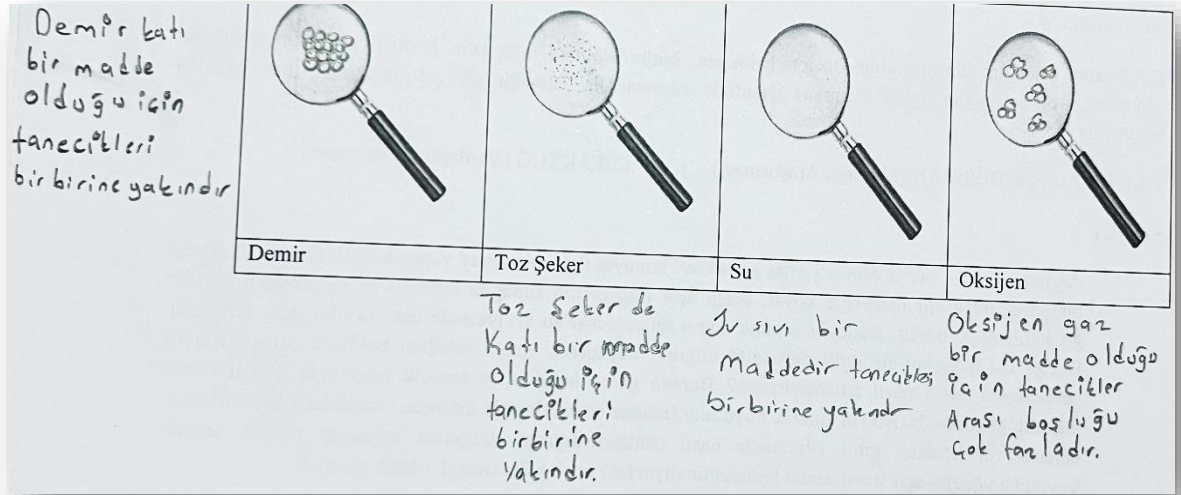 Demir katı
bir madde
olduğu için
tanecikleri
birbirine yakındır
Demir
Toz Şeker
Su
Oksijen
Toz Şeker de
Katı bir madde
olduğu için
tanecikleri
birbirine
yakındır.
Su sıvı bir
maddedir tanecikleri
birbirine yakındır
Oksijen gaz
bir madde olduğu
için tanecikler
Arası boşluğu
çok fazladır.